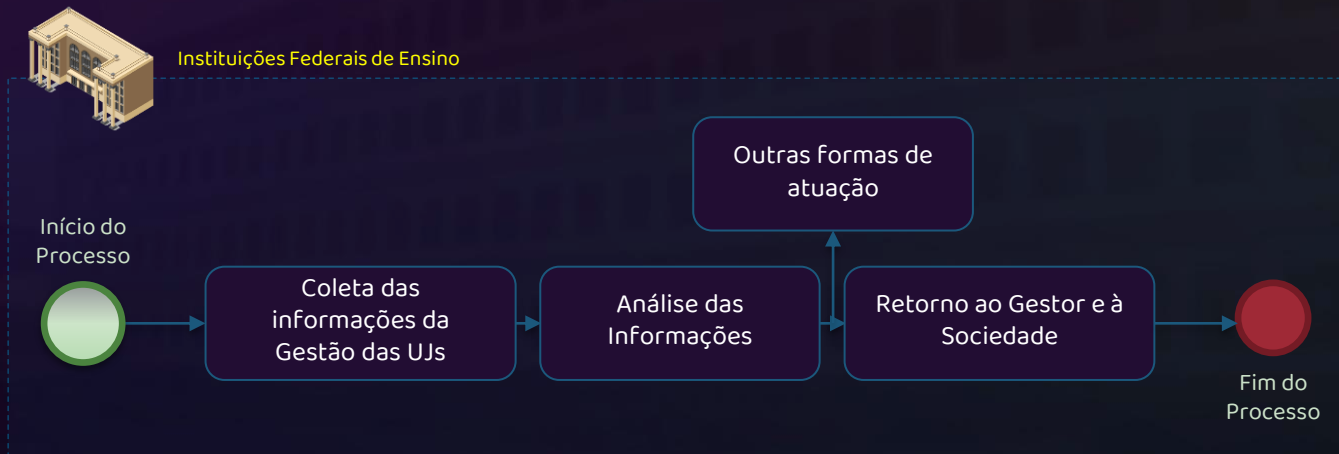 Instituições Federais de Ensino
Outras formas de
atuação
Início do
Processo
Coleta das
informações da
Gestão das UJs
Análise das
Informações
Retorno ao Gestor e à
Sociedade
Fim do
Processo